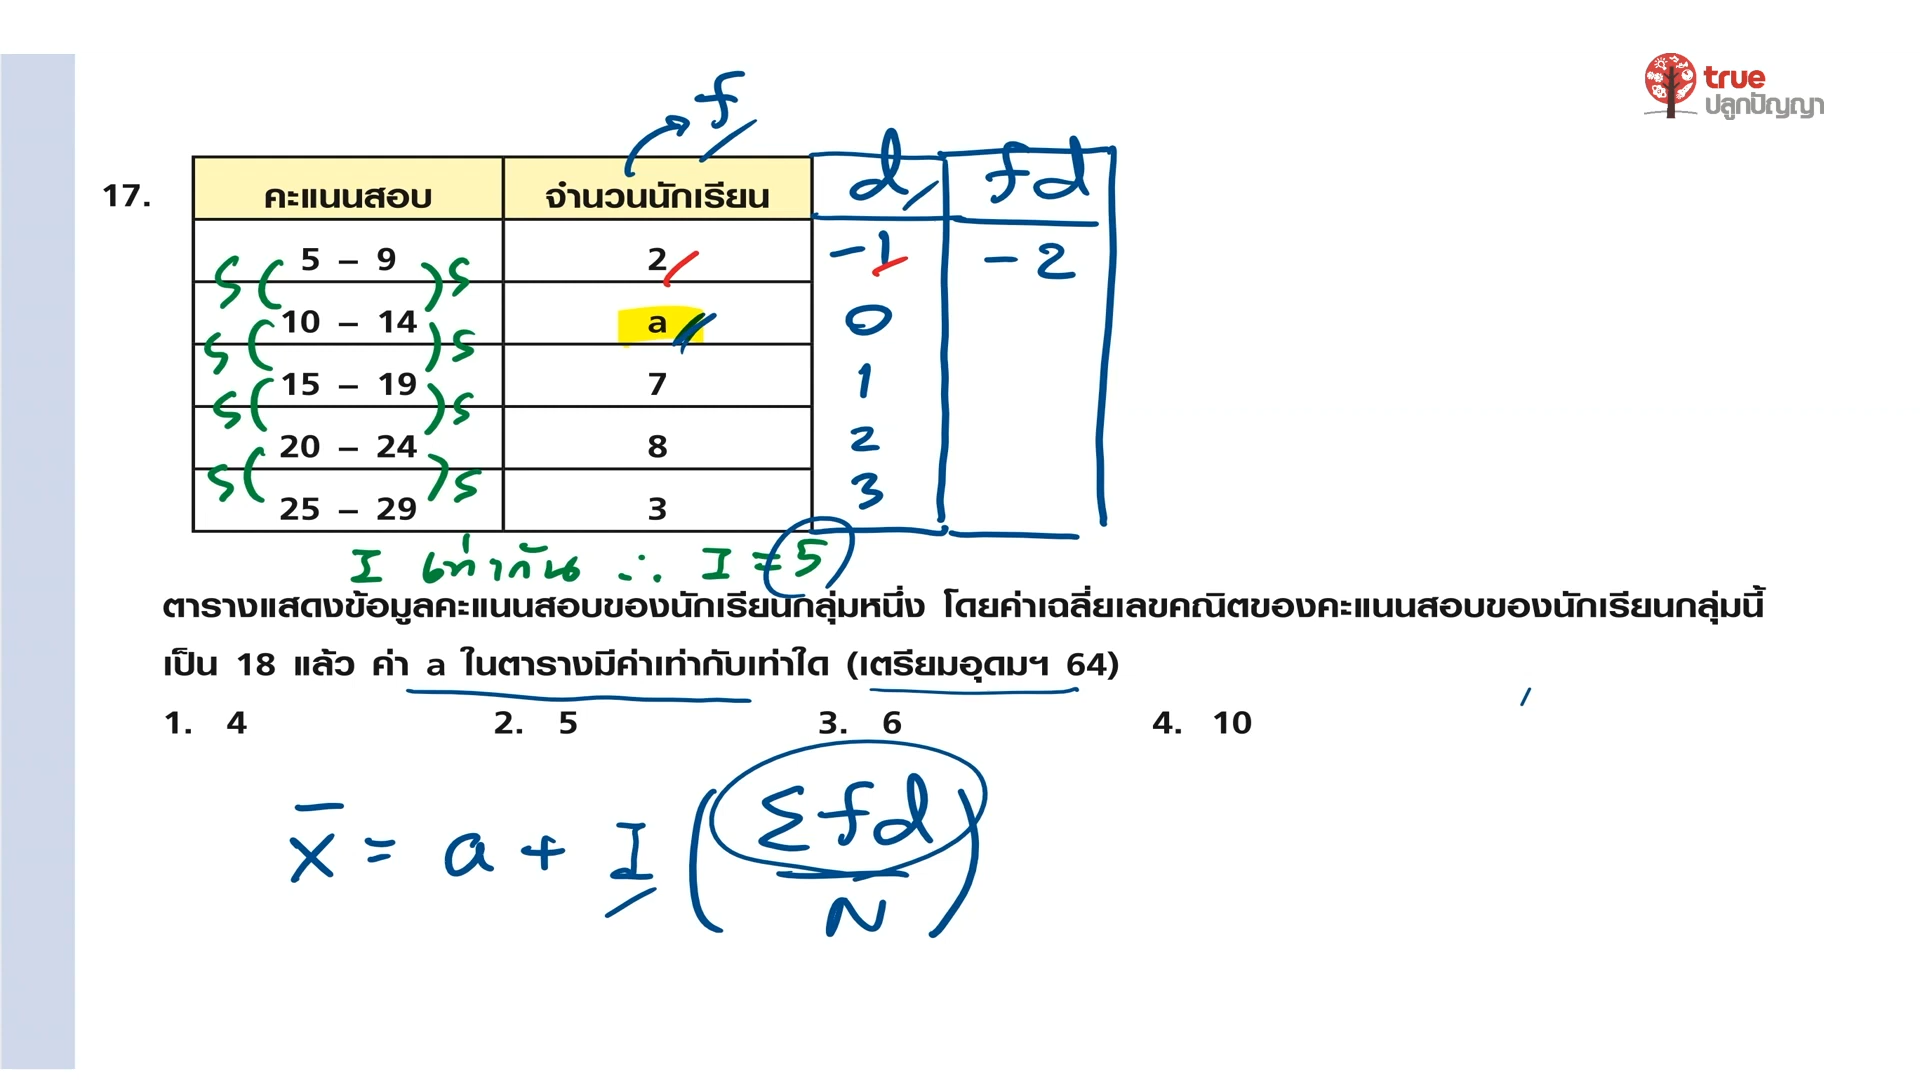 true
ปลูกปัญญา
f
17.
คะแนนสอบ จำนวนนักเรียน d fd
5 – 9 2 -1 -2
5 ( ) 5
10 – 14 a 0
5 ( ) 5
15 – 19 7 1
5 ( ) 5
20 – 24 8 2
5 ( ) 5
25 – 29 3 3
I เท่ากัน ∴ I = 5
ตารางแสดงข้อมูลคะแนนสอบของนักเรียนกลุ่มหนึ่ง โดยค่าเฉลี่ยเลขคณิตของคะแนนสอบของนักเรียนกลุ่มนี้
เป็น 18 แล้ว ค่า a ในตารางมีค่าเท่ากับเท่าใด (เตรียมอุดมฯ 64)
1. 4 2. 5 3. 6 4. 10
x̄ = a + I ( Σfd / N )